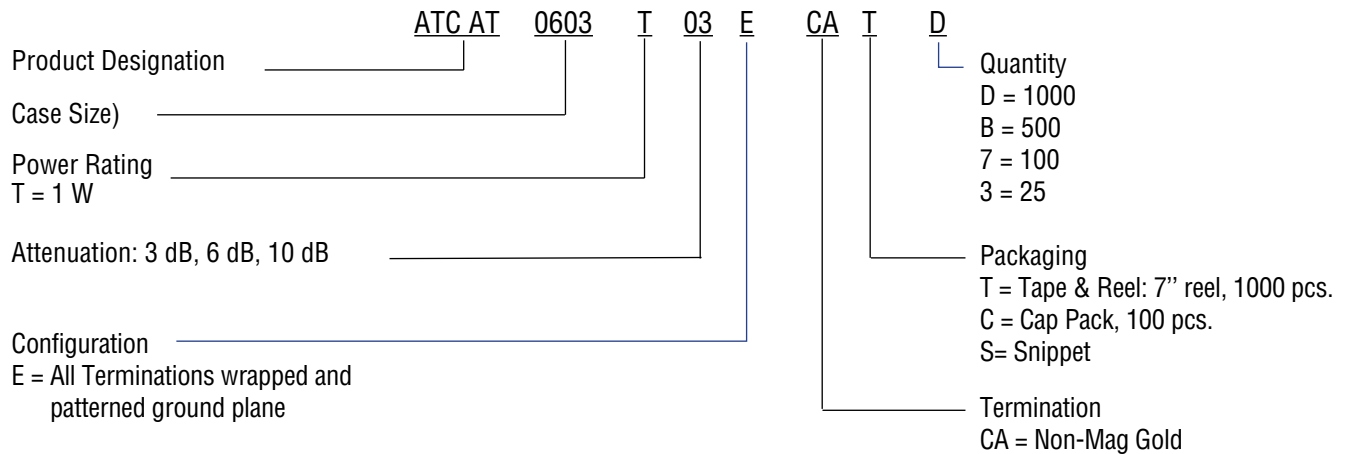 ATC AT 0603 T 03 E CA T D
Product Designation
Case Size)
Power Rating
T = 1 W
Attenuation: 3 dB, 6 dB, 10 dB
Configuration
E = All Terminations wrapped and
patterned ground plane
Quantity
D = 1000
B = 500
7 = 100
3 = 25
Packaging
T = Tape & Reel: 7’’ reel, 1000 pcs.
C = Cap Pack, 100 pcs.
S= Snippet
Termination
CA = Non-Mag Gold